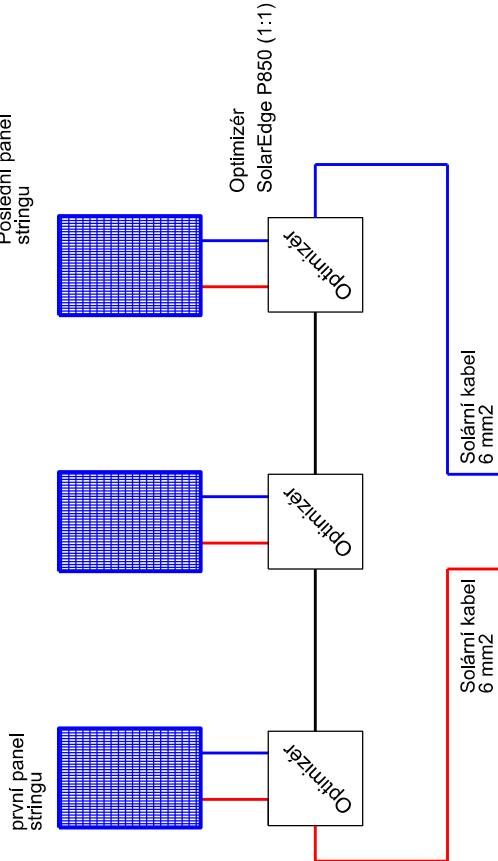 první panel
stringu
Poslední panel
stringu
Optimizér
SolarEdge P850 (1:1)
Optimizér
Optimizér
Optimizér
Solární kabel
6 mm2
Solární kabel
6 mm2